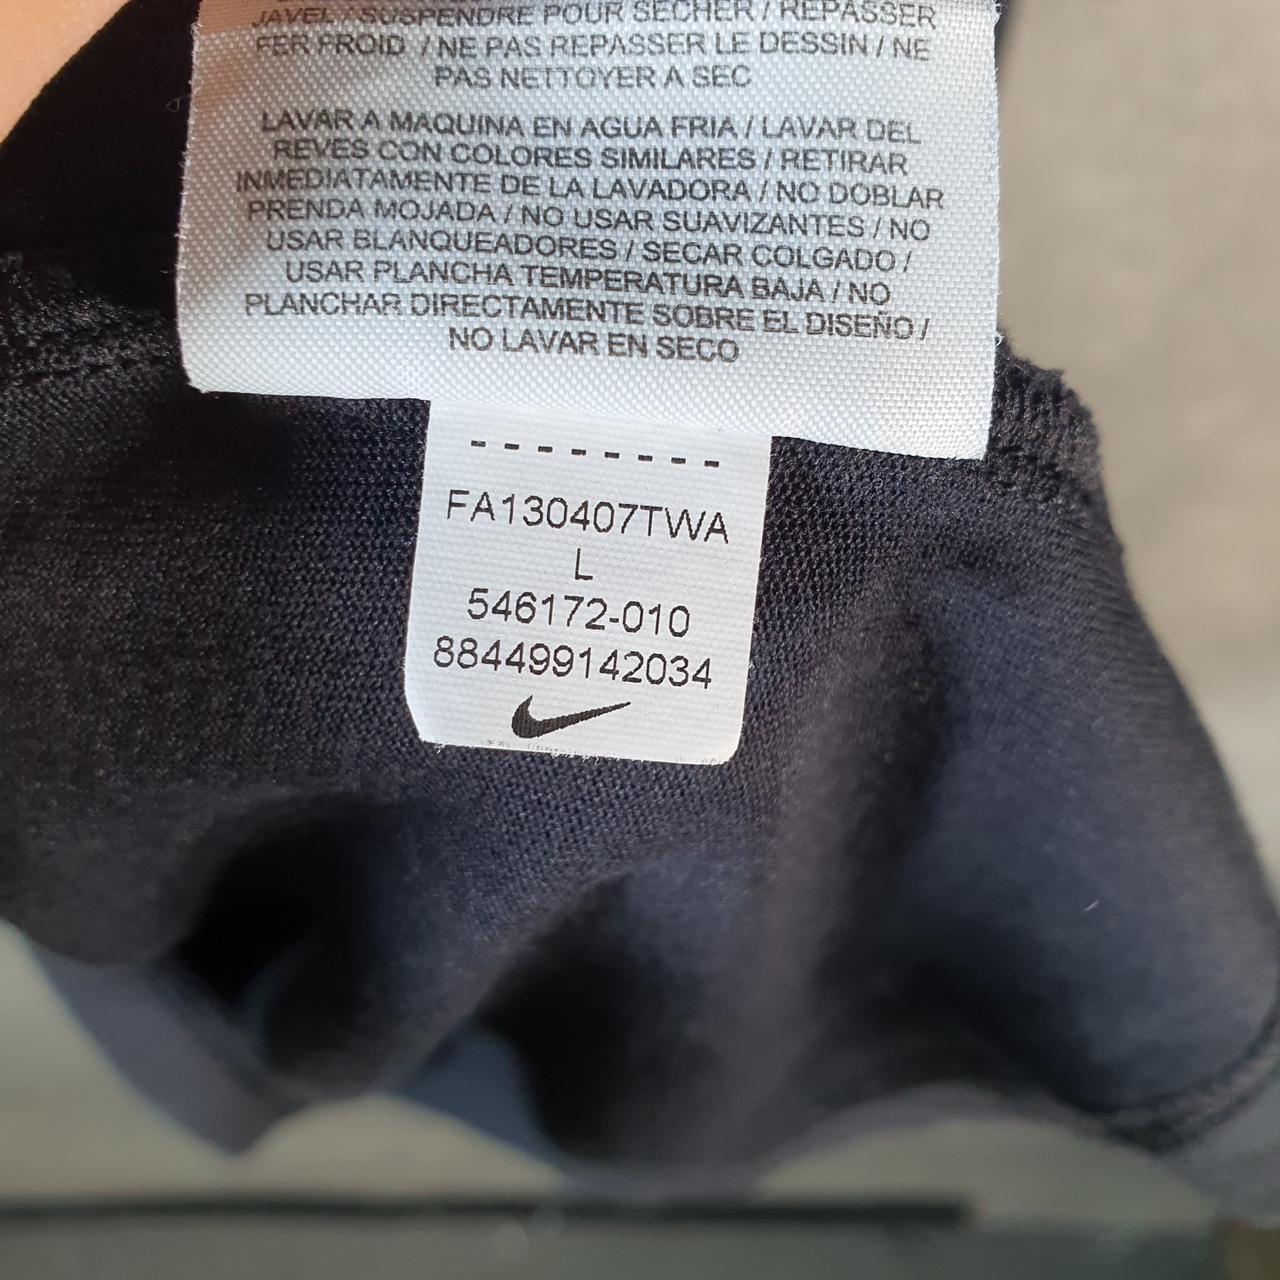 JAVEL / SUSPENDRE POUR SECHER / REPASSER
FER FROID / NE PAS REPASSER LE DESSIN / NE
PAS NETTOYER A SEC
LAVAR A MAQUINA EN AGUA FRIA / LAVAR DEL
REVES CON COLORES SIMILARES / RETIRAR
INMEDIATAMENTE DE LA LAVADORA / NO DOBLAR
PRENDA MOJADA / NO USAR SUAVIZANTES / NO
USAR BLANQUEADORES / SECAR COLGADO /
USAR PLANCHA TEMPERATURA BAJA / NO
PLANCHAR DIRECTAMENTE SOBRE EL DISEÑO /
NO LAVAR EN SECO
--------
FA130407TWA
L
546172-010
884499142034